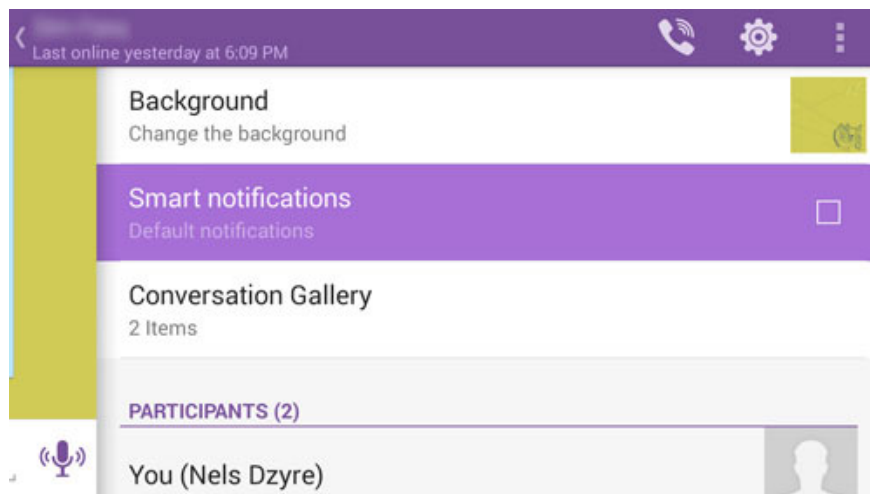 Last online yesterday at 6:09 PM
Background
Change the background
Smart notifications
Default notifications
Conversation Gallery
2 Items
PARTICIPANTS (2)
You (Nels Dzyre)